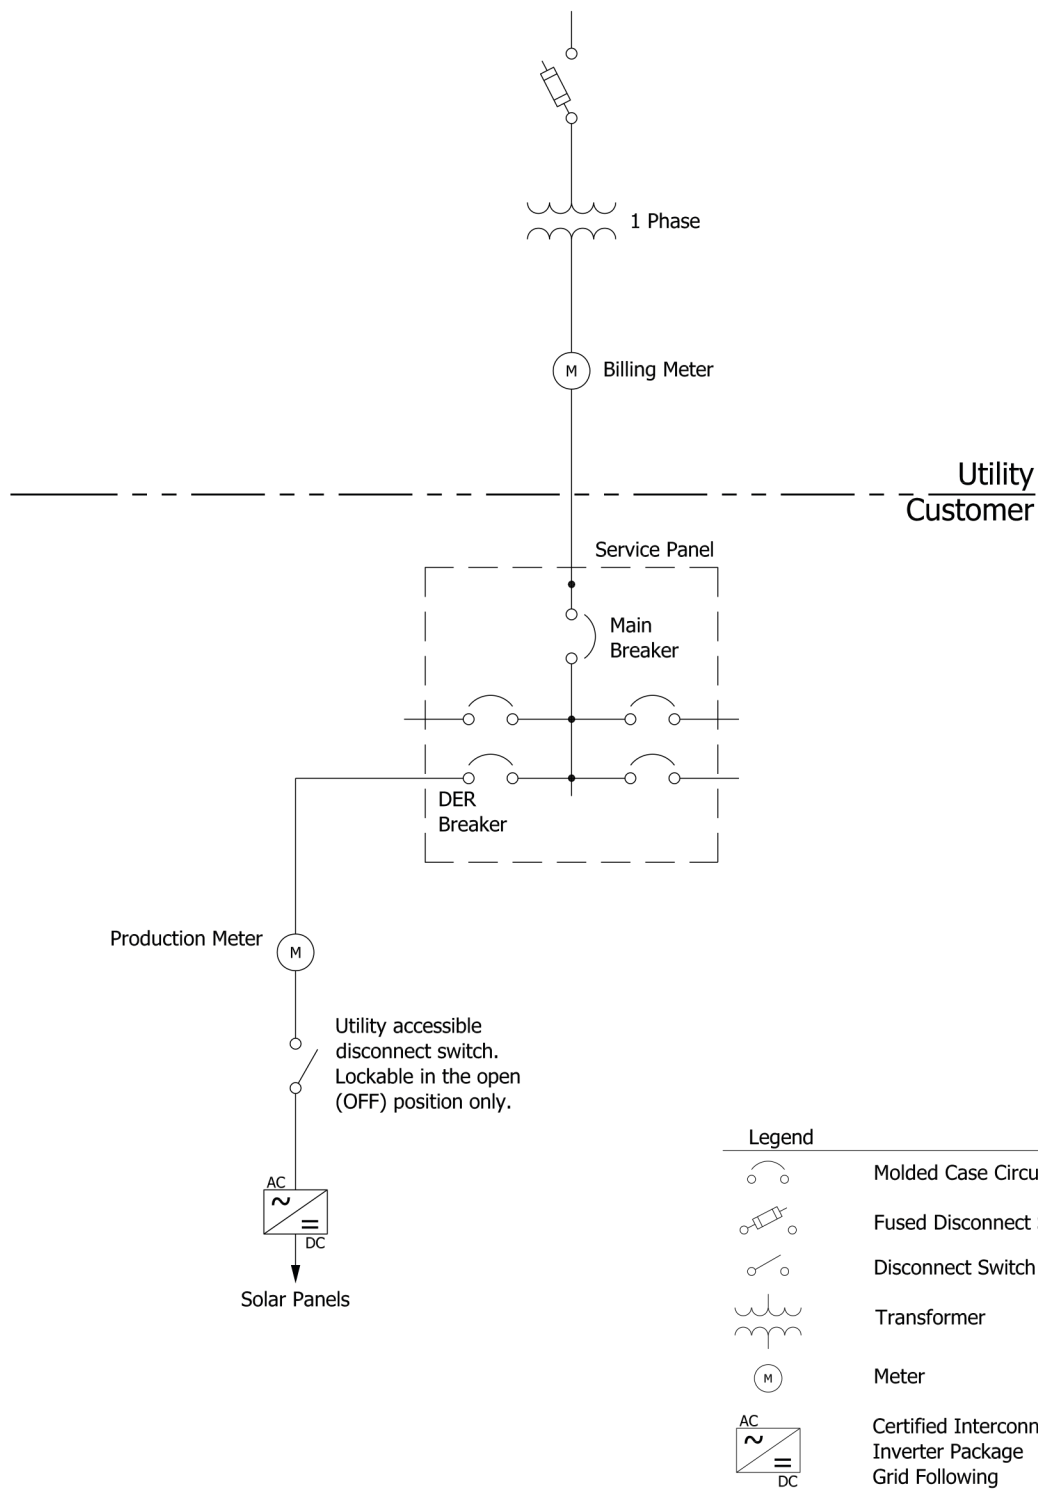 1 Phase
M
Billing Meter
Utility
Customer
Service Panel
Main
Breaker
DER
Breaker
Production Meter
M
Utility accessible
disconnect switch.
Lockable in the open
(OFF) position only.
AC
DC
Solar Panels
Legend
Molded Case Circu
Fused Disconnect
Disconnect Switch
Transformer
M
Meter
AC
DC
Certified Interconn
Inverter Package
Grid Following